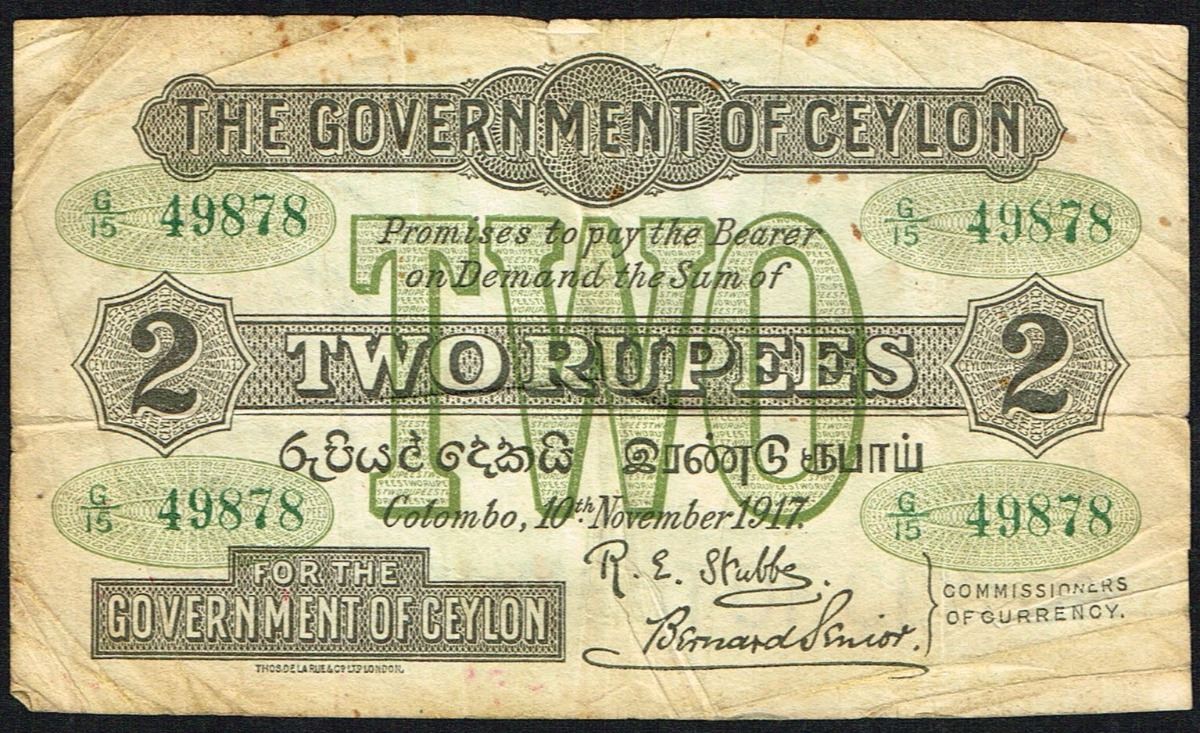 THE GOVERNMENT OF CEYLON
G/15 49878
G/15 49878
Promises to pay the Bearer
on Demand the Sum of
TWO
2 TWO RUPEES 2
රුපියල් දෙකයි இரண்டு ரூபாய்
Colombo, 10th November 1917.
G/15 49878
G/15 49878
R. E. Stubbs.
Bernard Senior.
COMMISSIONERS
OF CURRENCY.
FOR THE
GOVERNMENT OF CEYLON
THOS. DE LA RUE & CO. LTD. LONDON.